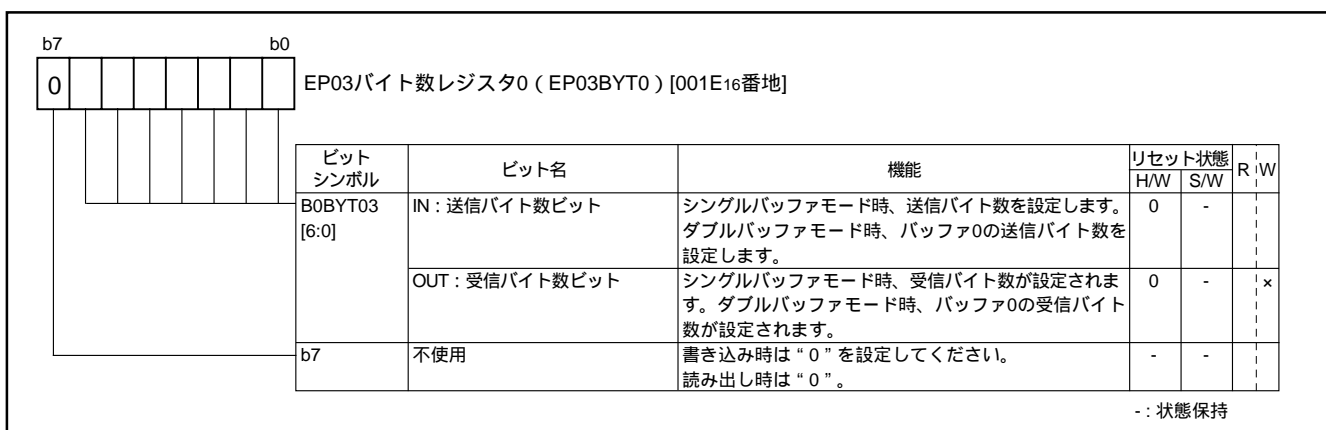 b7 b0
0 EP03バイト数レジスタ0(EP03BYT0)[001E16番地]
ビットシンボル ビット名 機能 リセット状態 R W
H/W S/W
B0BYT03 IN:送信バイト数ビット シングルバッファモード時、送信バイト数を設定します。 0 -
[6:0] ダブルバッファモード時、バッファ0の送信バイト数を
設定します。
OUT:受信バイト数ビット シングルバッファモード時、受信バイト数が設定されま 0 - ×
す。ダブルバッファモード時、バッファ0の受信バイト
数が設定されます。
b7 不使用 書き込み時は“0”を設定してください。 - -
読み出し時は“0”。
-:状態保持